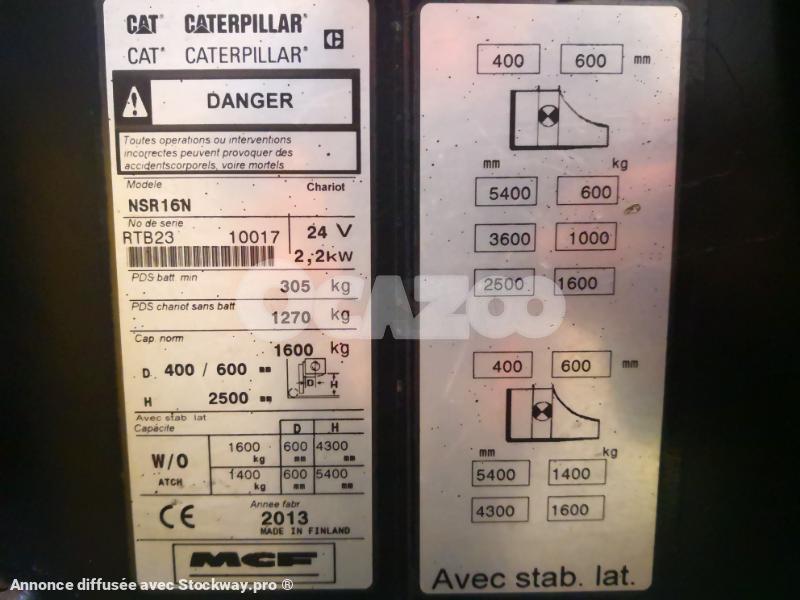 CAT CATERPILLAR
CAT CATERPILLAR
DANGER
Toutes operations ou interventions
incorrectes peuvent provoquer des
accidentscorporels, voire mortels
Modele Chariot
NSR16N
No de serie
RTB23 10017
24 V
2,2kW
PDS batt. min
305 kg
PDS chariot sans batt
1270 kg
Cap. norm
1600 kg
D 400 / 600 mm
D
H
H 2500 mm
Avec stab. lat
Capacite D H
W/O
ATCH
1600 kg 600 mm 4300 mm
1400 kg 600 mm 5400 mm
CE
Annee fabr
2013
MADE IN FINLAND
MCF
400 600 mm
mm kg
5400 600
3600 1000
2500 1600
400 600 mm
mm kg
5400 1400
4300 1600
Avec stab. lat.
OCAZOO
Annonce diffusée avec Stockway.pro ®